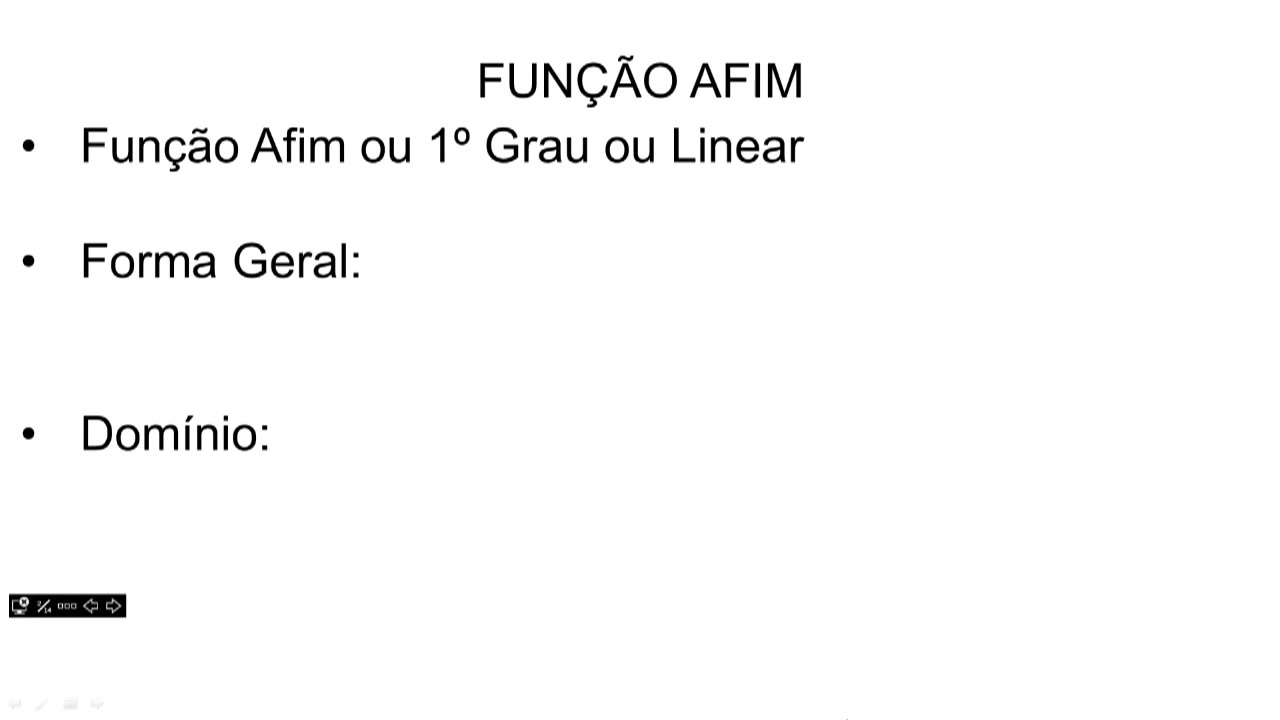 FUNÇÃO AFIM
• Função Afim ou 1º Grau ou Linear
• Forma Geral:
• Domínio: